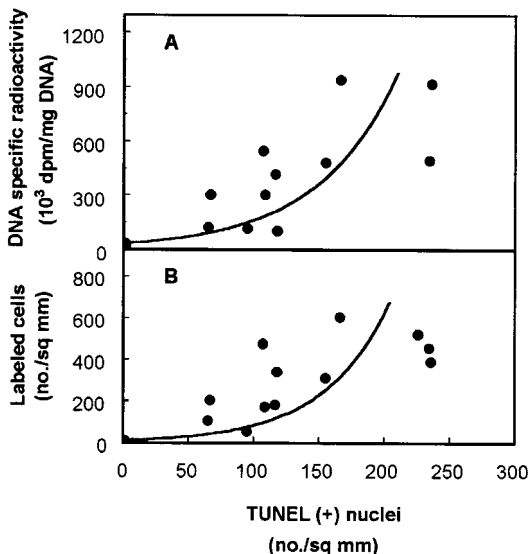 1200
A
900
600
300
0
DNA specific radioactivity
(10³ dpm/mg DNA)
800
B
600
400
200
0
Labeled cells
(no./sq mm)
0 50 100 150 200 250 300
TUNEL (+) nuclei
(no./sq mm)